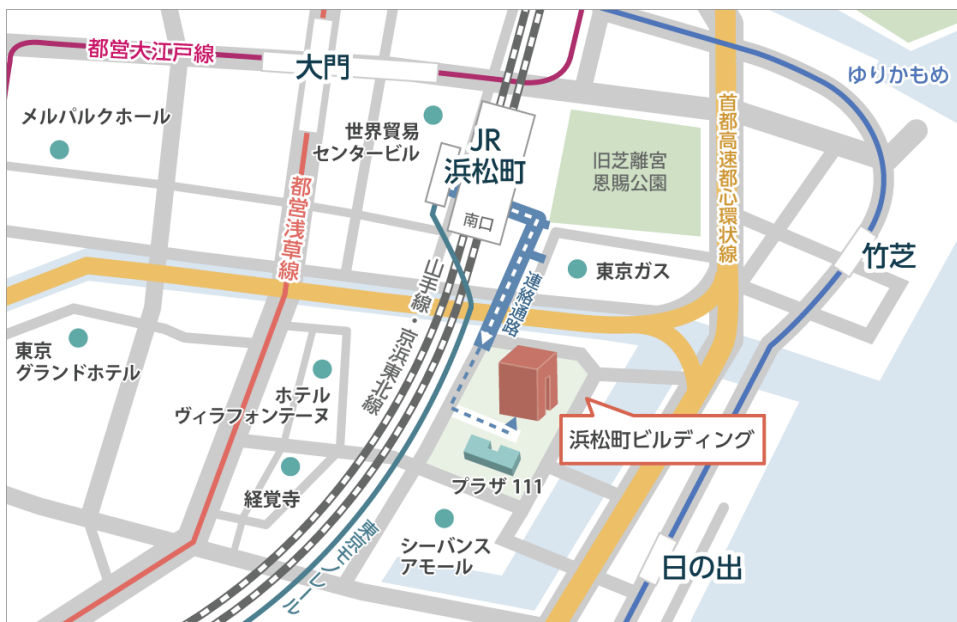 都営大江戸線
大門
ゆりかもめ
メルパルクホール
世界貿易
センタービル
JR
浜松町
南口
旧芝離宮
恩賜公園
首都高速都心環状線
都営浅草線
竹芝
東京ガス
連絡通路
山手線・京浜東北線
東京
グランドホテル
ホテル
ヴィラフォンテーヌ
浜松町ビルディング
経覚寺
プラザ 111
シーバンス
アモール
東京モノレール
日の出